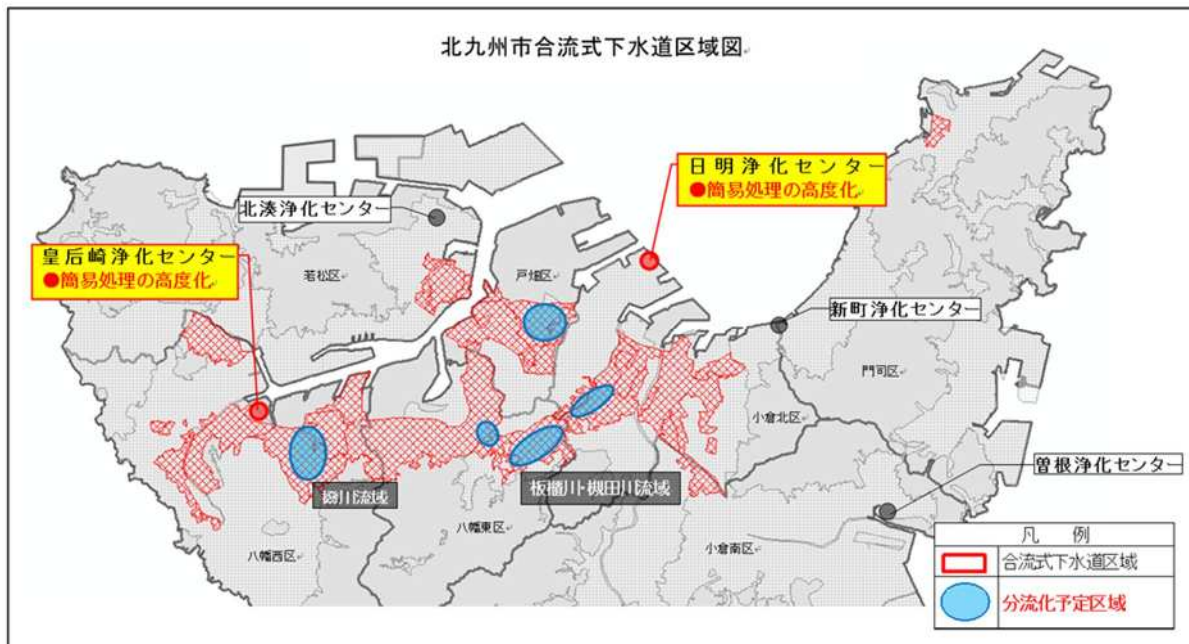 北九州市合流式下水道区域図
日明浄化センター
●簡易処理の高度化
北湊浄化センター
皇后崎浄化センター
●簡易処理の高度化
若松区
戸畑区
新町浄化センター
門司区
小倉北区
曽根浄化センター
板櫃川・槻田川流域
八幡東区
八幡西区
小倉南区
凡 例
合流式下水道区域
分流化予定区域